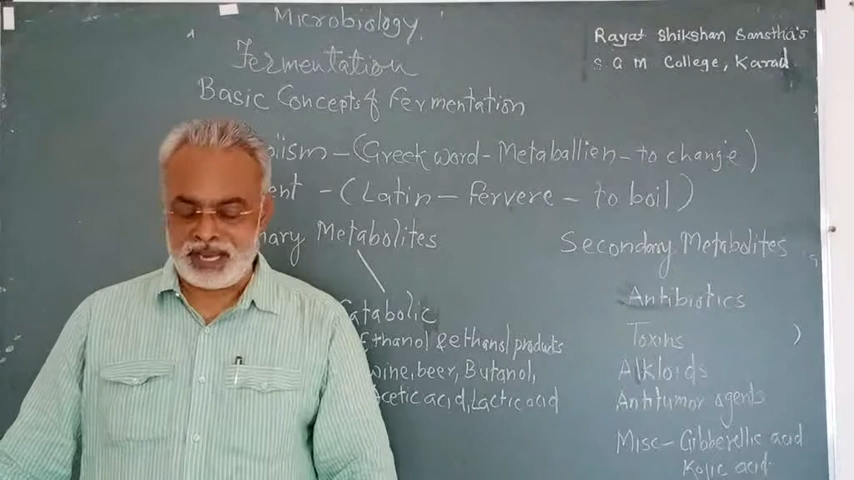 Microbiology
Rayat Shikshan Sanstha's
S G M College, Karad
Fermentation
Basic Concepts of Fermentation
iism - (Greek word - Metaballien - to change)
ent - (Latin - fervere - to boil)
nary Metabolites
Secondary Metabolites
Catabolic
Ethanol & ethanol products
wine, beer, Butanol,
Acetic acid, Lactic acid
Antibiotics
Toxins
Alkloids
Antitumor agents
Misc - Gibberellic acid
Kojic acid